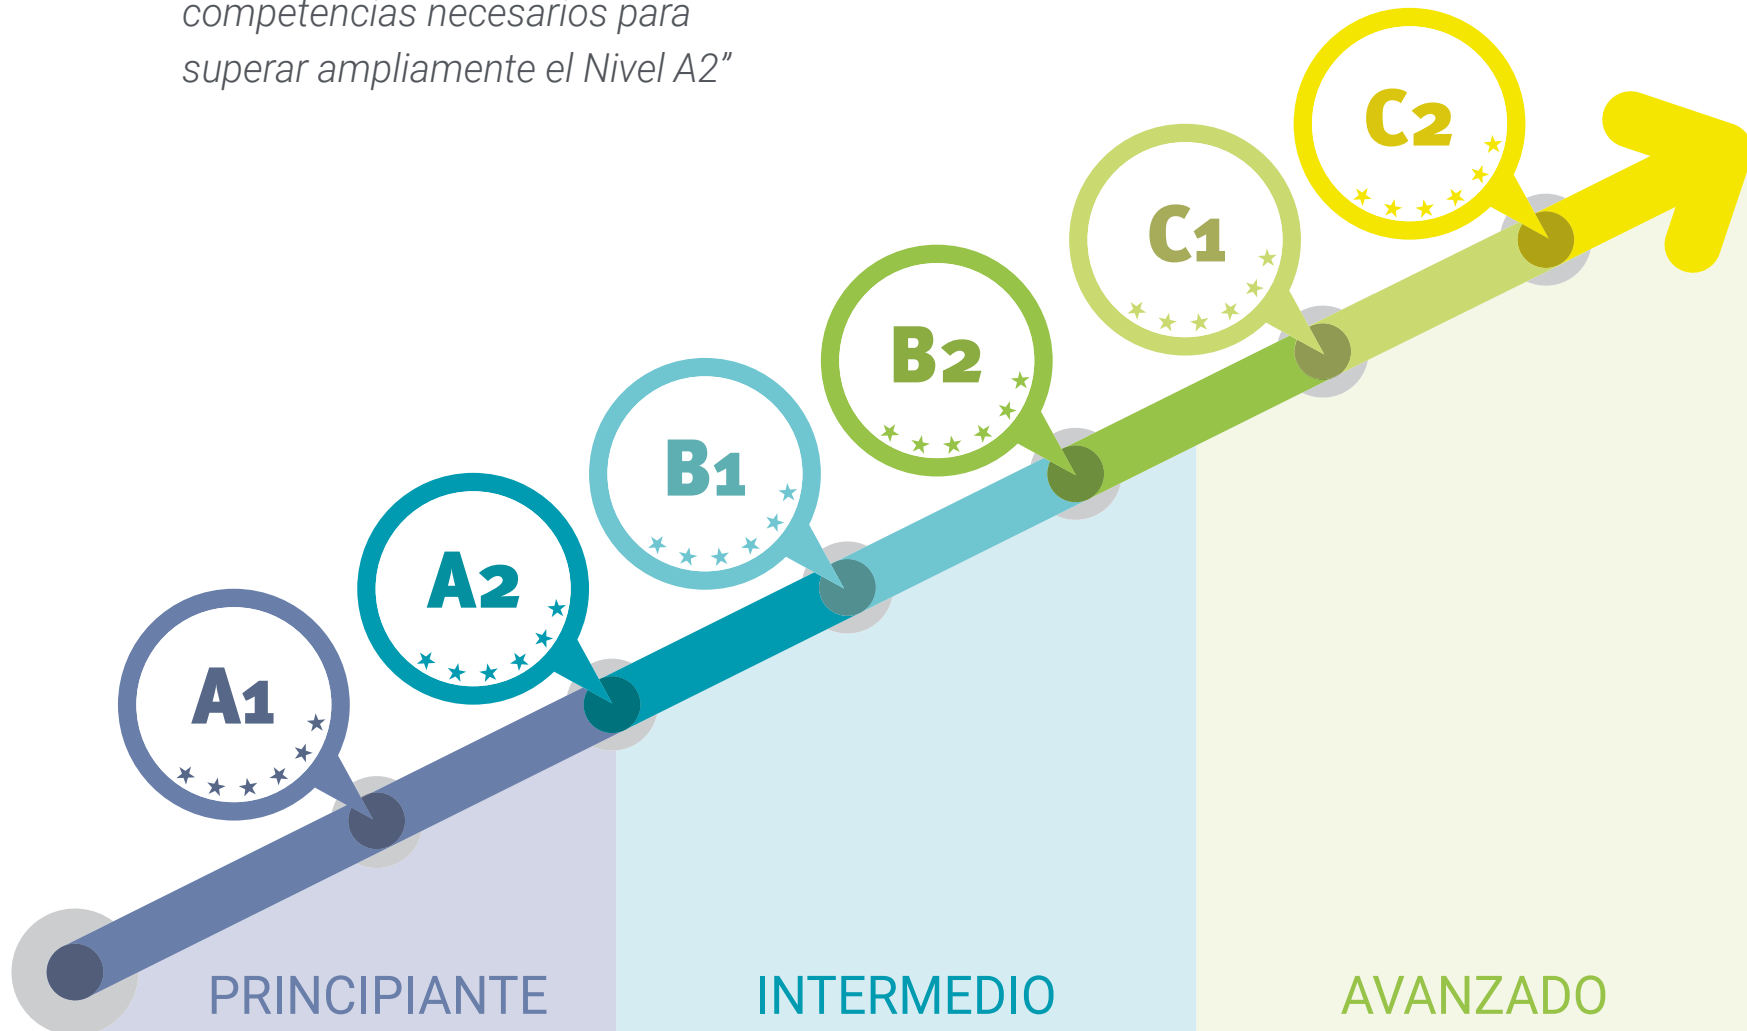 competencias necesarios para
superar ampliamente el Nivel A2”
C2
C1
B2
B1
A2
A1
PRINCIPIANTE
INTERMEDIO
AVANZADO